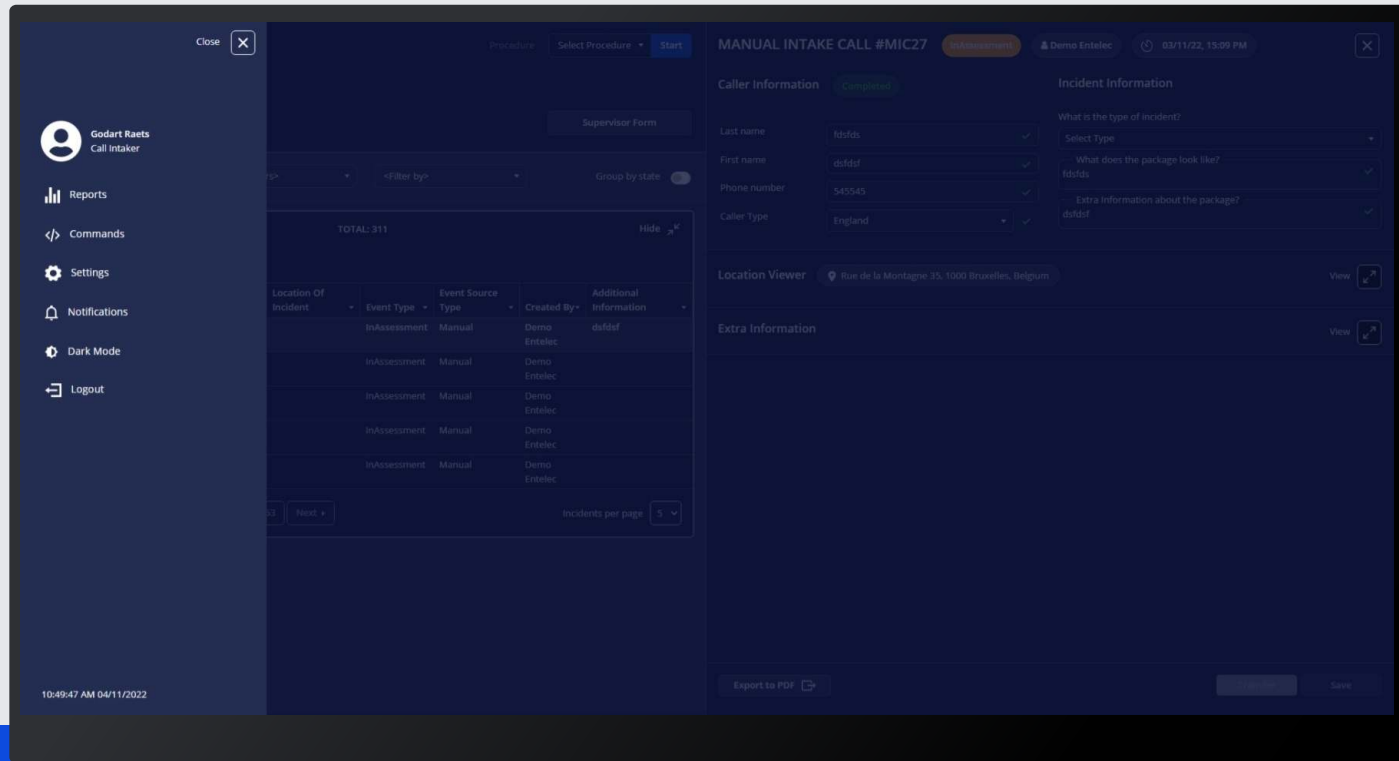 Close
Godart Raets
Call Intaker
Reports
Commands
Settings
Notifications
Dark Mode
Logout
10:49:47 AM 04/11/2022
Procedure Select Procedure Start
Supervisor Form
<Filter by> Group by state
TOTAL: 311 Hide
Location Of Incident Event Type Event Source Type Created By Additional Information
InAssessment Manual Demo Entelec dsfdsf
InAssessment Manual Demo Entelec
InAssessment Manual Demo Entelec
InAssessment Manual Demo Entelec
InAssessment Manual Demo Entelec
63 Next » Incidents per page 5
MANUAL INTAKE CALL #MIC27 InAssessment Demo Entelec 03/11/22, 15:09 PM
Caller Information Completed
Last name fdsfds
First name dsfdsf
Phone number 545545
Caller Type England
Incident Information
What is the type of incident?
Select Type
What does the package look like?
fdsfds
Extra Information about the package?
dsfdsf
Location Viewer Rue de la Montagne 35, 1000 Bruxelles, Belgium View
Extra Information View
Export to PDF Save